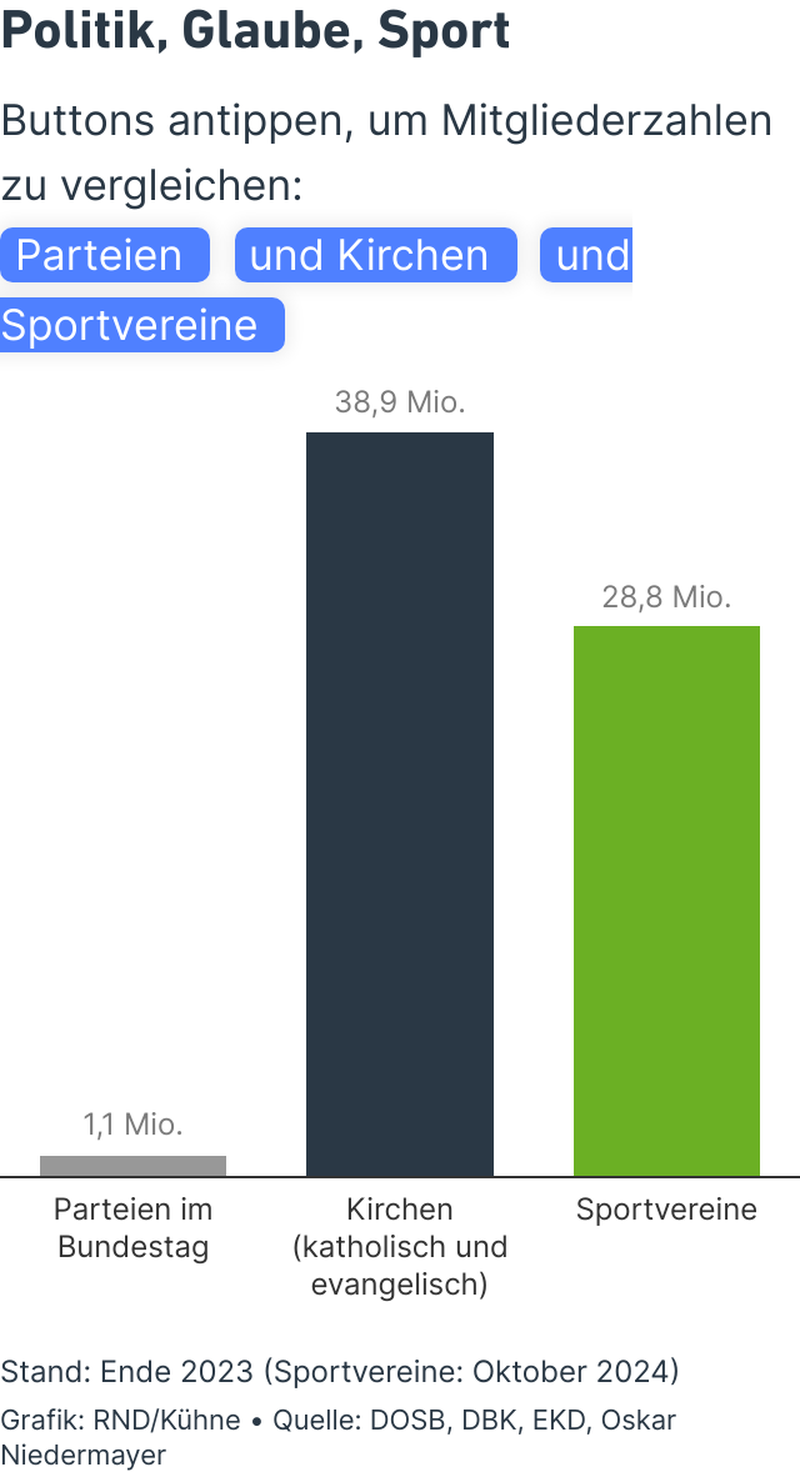 Politik, Glaube, Sport
Buttons antippen, um Mitgliederzahlen
zu vergleichen:
Parteien und Kirchen und
Sportvereine
38,9 Mio.
28,8 Mio.
1,1 Mio.
Parteien im
Bundestag
Kirchen
(katholisch und
evangelisch)
Sportvereine
Stand: Ende 2023 (Sportvereine: Oktober 2024)
Grafik: RND/Kühne • Quelle: DOSB, DBK, EKD, Oskar
Niedermayer